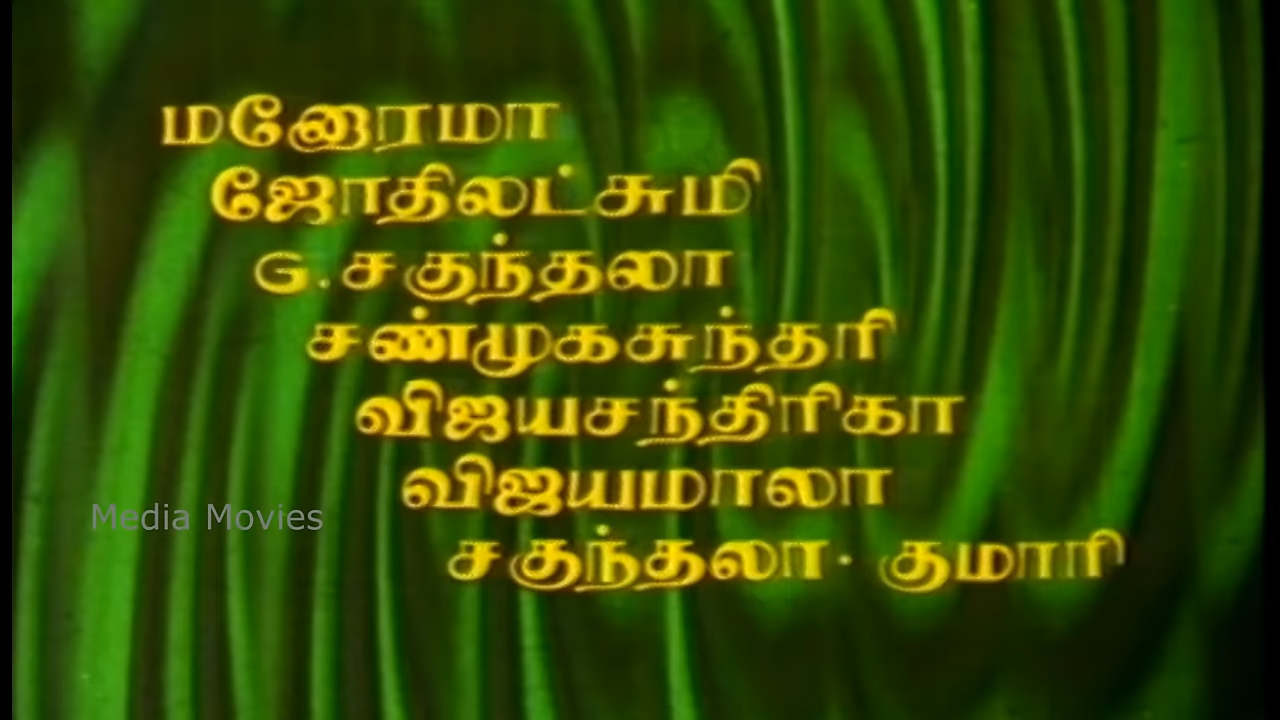 மனோரமா
ஜோதிலட்சுமி
G.சகுந்தலா
சண்முகசுந்தரி
விஜயசந்திரிகா
விஜயமாலா
Media Movies
சகுந்தலா. குமாரி